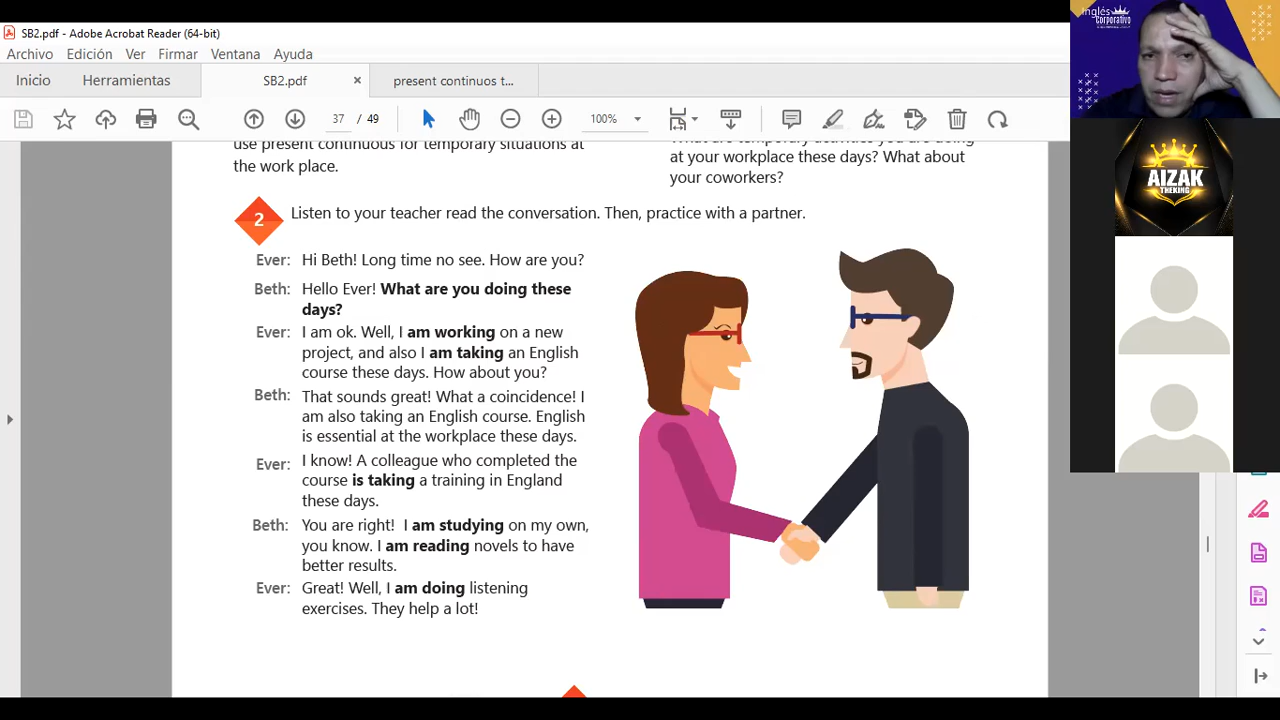 SB2.pdf - Adobe Acrobat Reader (64-bit)
Archivo Edición Ver Firmar Ventana Ayuda
Inicio Herramientas SB2.pdf × present continuos t...
37 / 49 100%
use present continuous for temporary situations at
the work place.
What are temporary activities you are doing
at your workplace these days? What about
your coworkers?
2 Listen to your teacher read the conversation. Then, practice with a partner.
Ever: Hi Beth! Long time no see. How are you?
Beth: Hello Ever! What are you doing these
days?
Ever: I am ok. Well, I am working on a new
project, and also I am taking an English
course these days. How about you?
Beth: That sounds great! What a coincidence! I
am also taking an English course. English
is essential at the workplace these days.
Ever: I know! A colleague who completed the
course is taking a training in England
these days.
Beth: You are right! I am studying on my own,
you know. I am reading novels to have
better results.
Ever: Great! Well, I am doing listening
exercises. They help a lot!
Inglés
Corporativo
AIZAK
THEKING